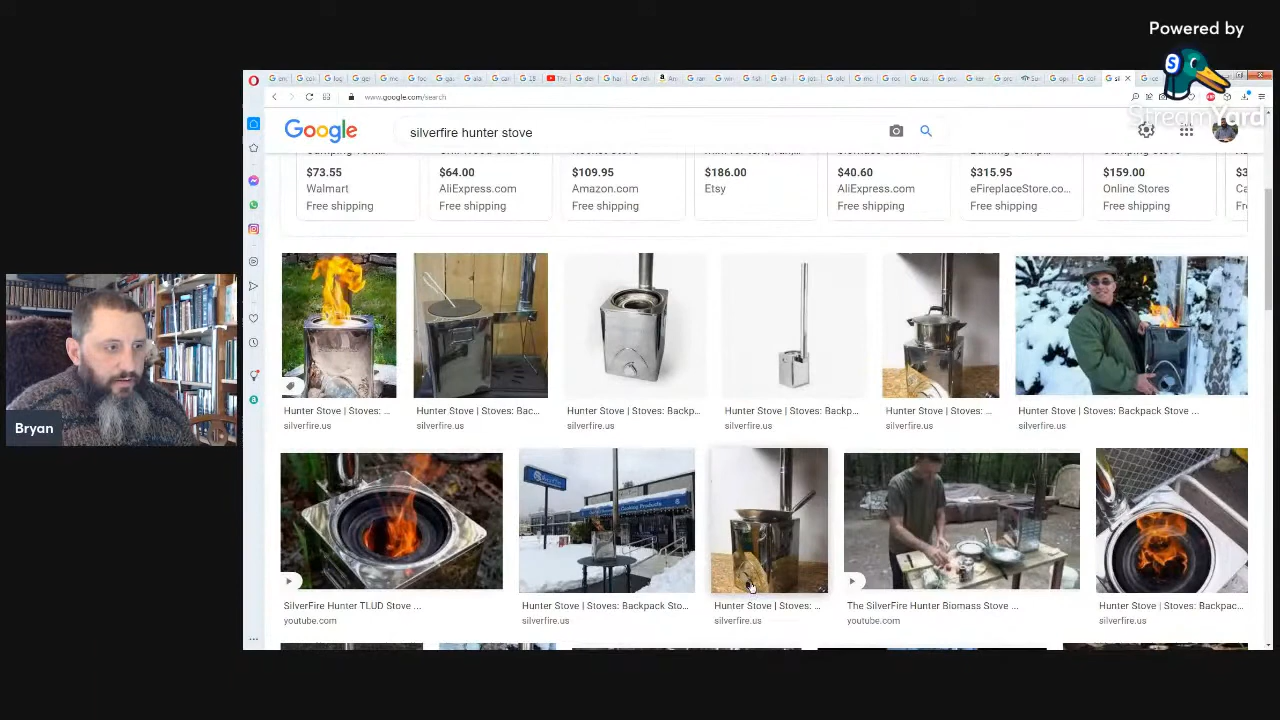 Powered by
S
StreamYard
www.google.com/search
Google
silverfire hunter stove
$73.55
$64.00
$109.95
$186.00
$40.60
$315.95
$159.00
Walmart
AliExpress.com
Amazon.com
Etsy
AliExpress.com
eFireplaceStore.co...
Online Stores
Free shipping
Free shipping
Free shipping
Free shipping
Free shipping
Free shipping
Hunter Stove | Stoves: ...
Hunter Stove | Stoves: Bac...
Hunter Stove | Stoves: Backp...
Hunter Stove | Stoves: Backp...
Hunter Stove | Stoves: ...
Hunter Stove | Stoves: Backpack Stove ...
silverfire.us
silverfire.us
silverfire.us
silverfire.us
silverfire.us
silverfire.us
Bryan
SilverFire Hunter TLUD Stove ...
Hunter Stove | Stoves: Backpack Sto...
Hunter Stove | Stoves: ...
The SilverFire Hunter Biomass Stove ...
Hunter Stove | Stoves: Backpac...
youtube.com
silverfire.us
silverfire.us
youtube.com
silverfire.us